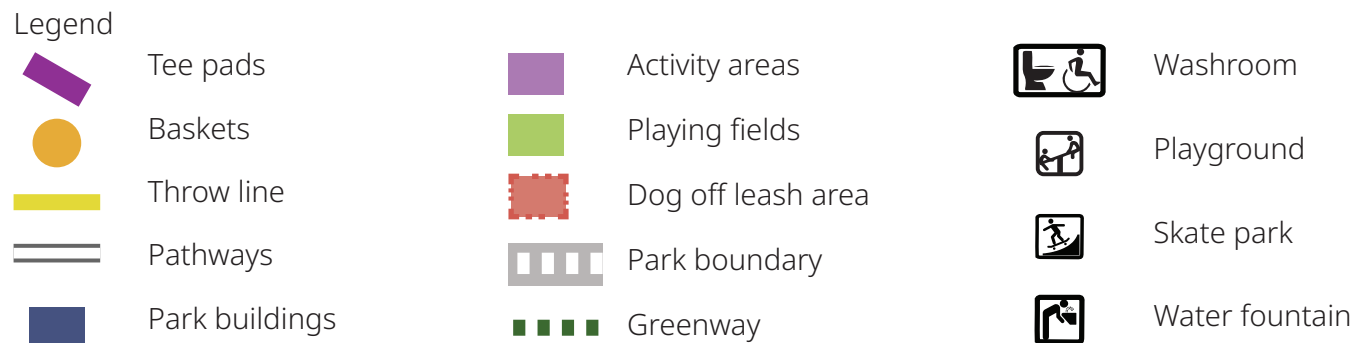 Legend
Tee pads
Baskets
Throw line
Pathways
Park buildings
Activity areas
Playing fields
Dog off leash area
Park boundary
Greenway
Washroom
Playground
Skate park
Water fountain